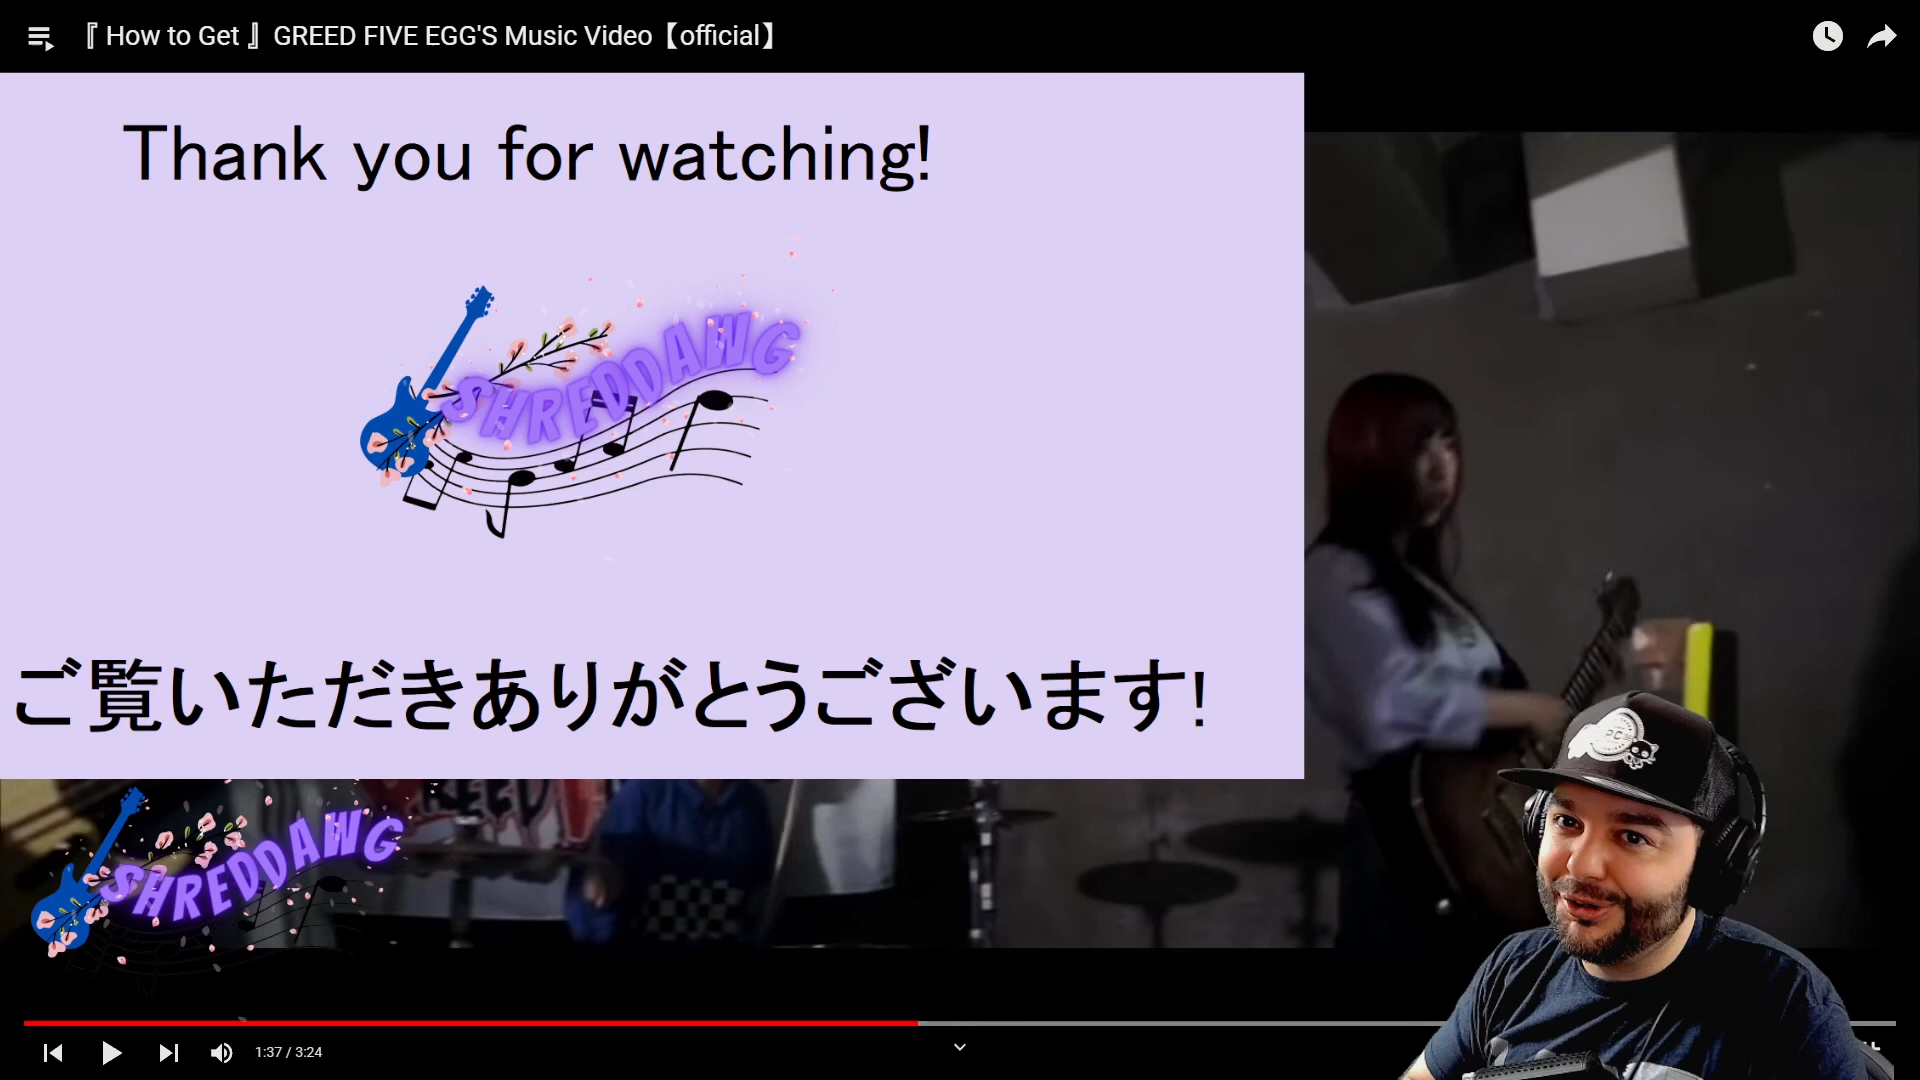 『 How to Get 』 GREED FIVE EGG'S Music Video【official】
Thank you for watching!
SHREDDAWG
ご覧いただきありがとうございます!
SHREDDAWG
1:37 / 3:24